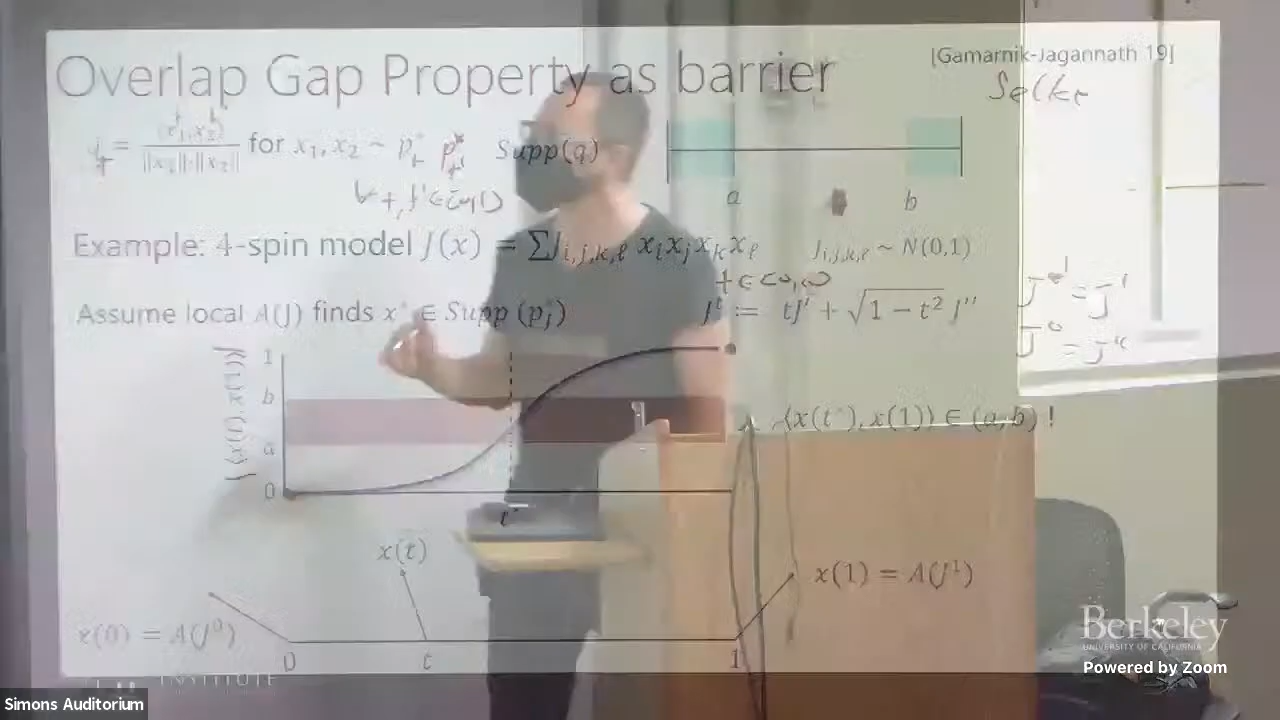 Overlap Gap Property as barrier
[Gamarnik-Jagannath 19]
Selke
for x₁, x₂ ~
Supp(q)
a
b
Example: 4-spin model J(x) = ∑J_{i,j,k,ℓ} x_i x_j x_k x_ℓ
J_{i,j,k,ℓ} ~ N(0,1)
Assume local A(J) finds x* ∈ Supp (p_J^*)
J^t := tJ' + √1 − t² J''
1
b
a
0
|⟨x(t), x(1)⟩|
⟨x(t*), x(1)⟩ ∈ (a, b) !
t*
x(t)
x(1) = A(J¹)
x(0) = A(J⁰)
0
t
1
INSTITUTE
Berkeley
UNIVERSITY OF CALIFORNIA
Powered by Zoom
Simons Auditorium